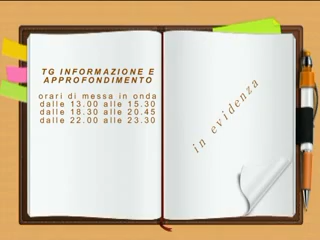 TG INFORMAZIONE E
APPROFONDIMENTO
orari di messa in onda
dalle 13.00 alle 15.30
dalle 18.30 alle 20.45
dalle 22.00 alle 23.30
in evidenza